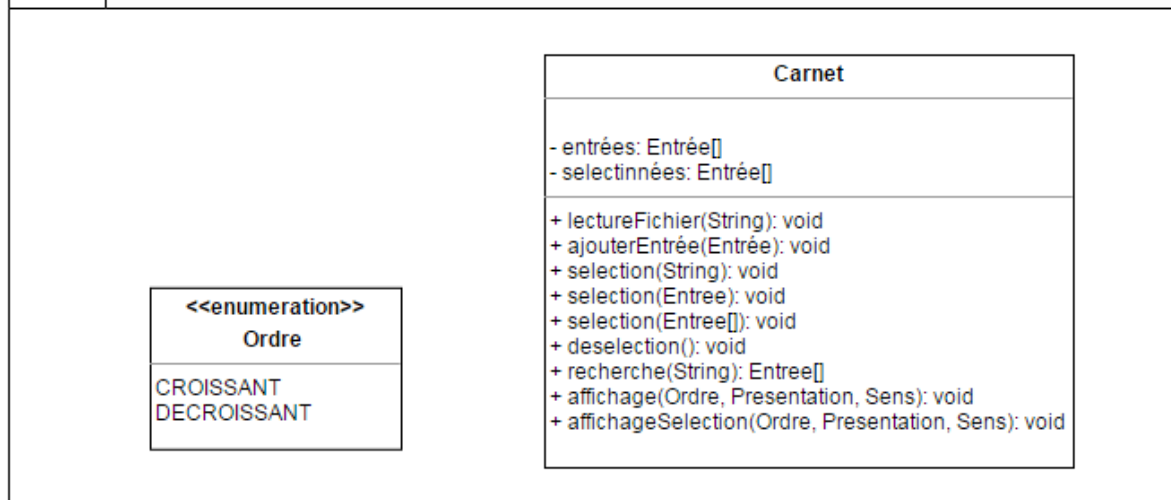 Carnet
- entrées: Entrée[]
- selectinnées: Entrée[]
+ lectureFichier(String): void
+ ajouterEntrée(Entrée): void
+ selection(String): void
+ selection(Entree): void
+ selection(Entree[]): void
+ deselection(): void
+ recherche(String): Entree[]
+ affichage(Ordre, Presentation, Sens): void
+ affichageSelection(Ordre, Presentation, Sens): void
<<enumeration>>
Ordre
CROISSANT
DECROISSANT